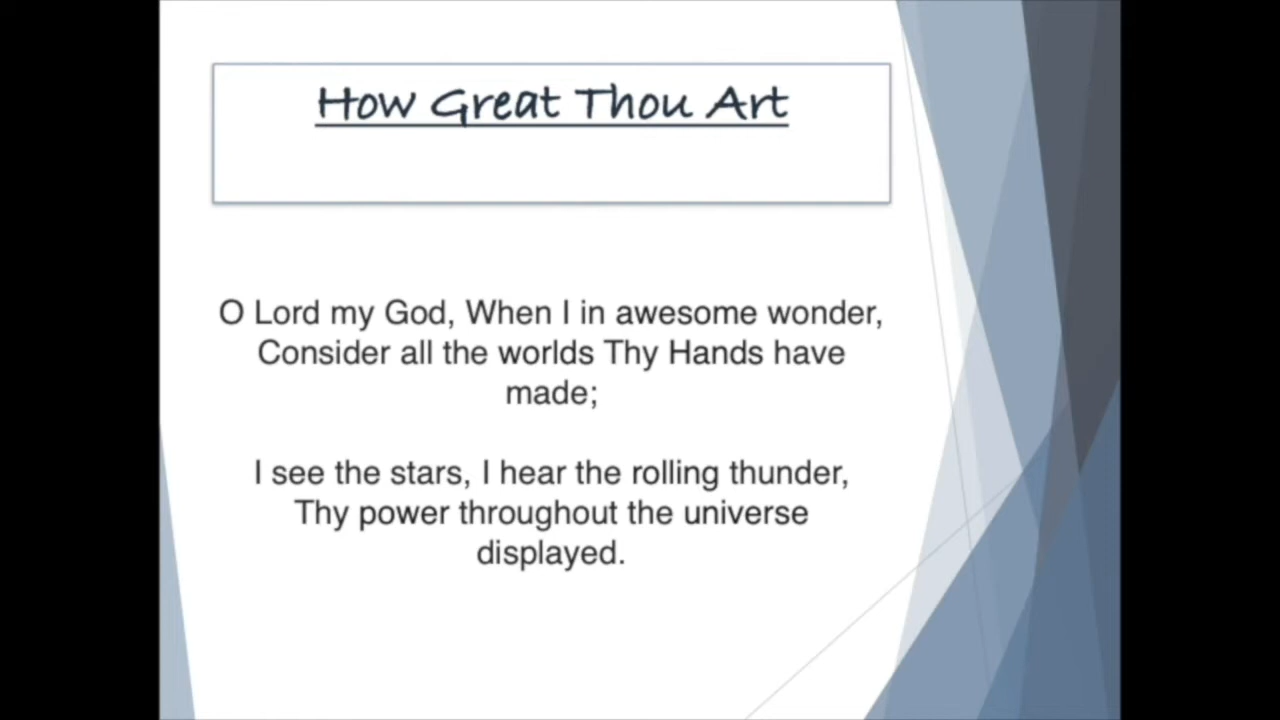 How Great Thou Art
O Lord my God, When I in awesome wonder,
Consider all the worlds Thy Hands have
made;
I see the stars, I hear the rolling thunder,
Thy power throughout the universe
displayed.